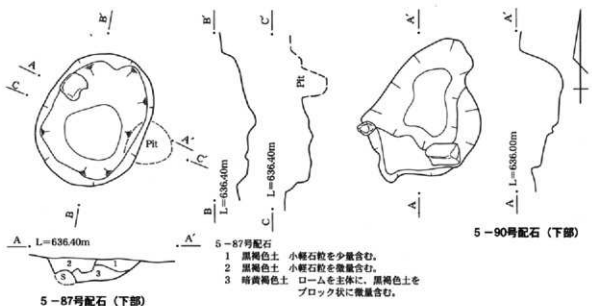 B'
A
C
Pit
A'
C'
B
B'
L=636.40m
B
C'
Pit
L=636.40m
C
A'
A
A'
L=636.00m
A
5-90号配石（下部）
A L=636.40m A'
2
1
3
S
5-87号配石（下部）
5-87号配石
1 黒褐色土 小軽石粒を少量含む。
2 黒褐色土 小軽石粒を微量含む。
3 暗黄褐色土 ロームを主体に、黒褐色土を
ブロック状に微量含む。